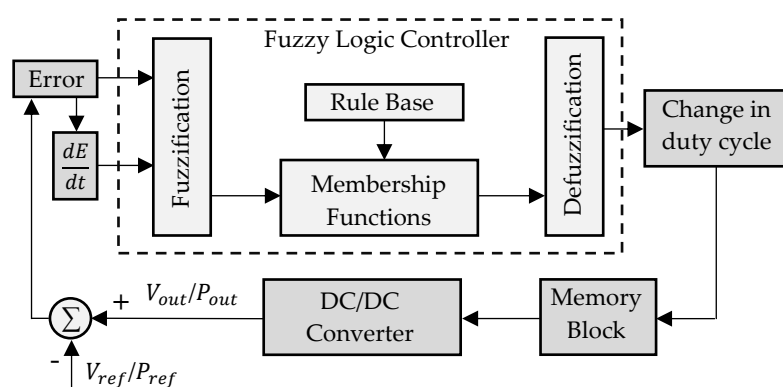 Fuzzy Logic Controller
Error
dE
dt
Fuzzification
Rule Base
Membership
Functions
Defuzzification
Change in
duty cycle
Memory
Block
DC/DC
Converter
V_out/P_out
+
∑
-
V_ref/P_ref